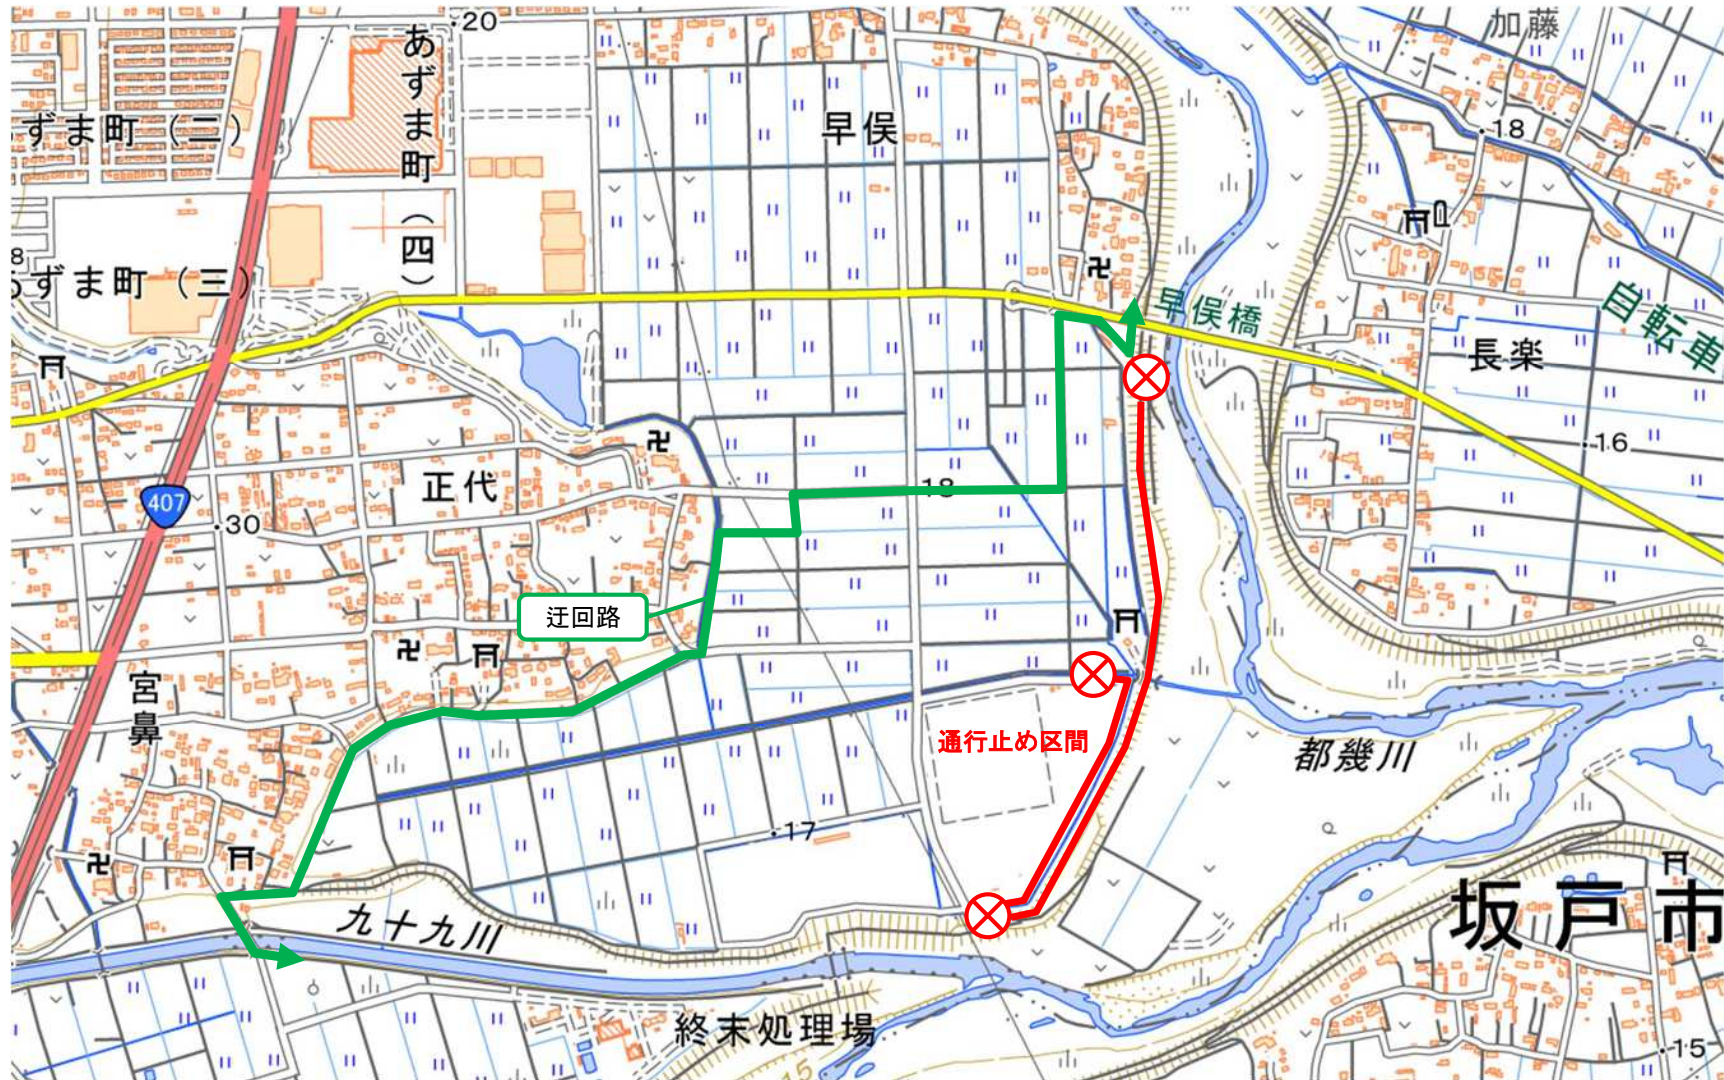 加藤
20
あずま町（四）
ずま町（二）
早俣
18
8
ずま町（三）
早俣橋
自転車
長楽
16
正代
18
407
30
迂回路
宮鼻
通行止め区間
都幾川
17
坂戸市
九十九川
終末処理場
15
15